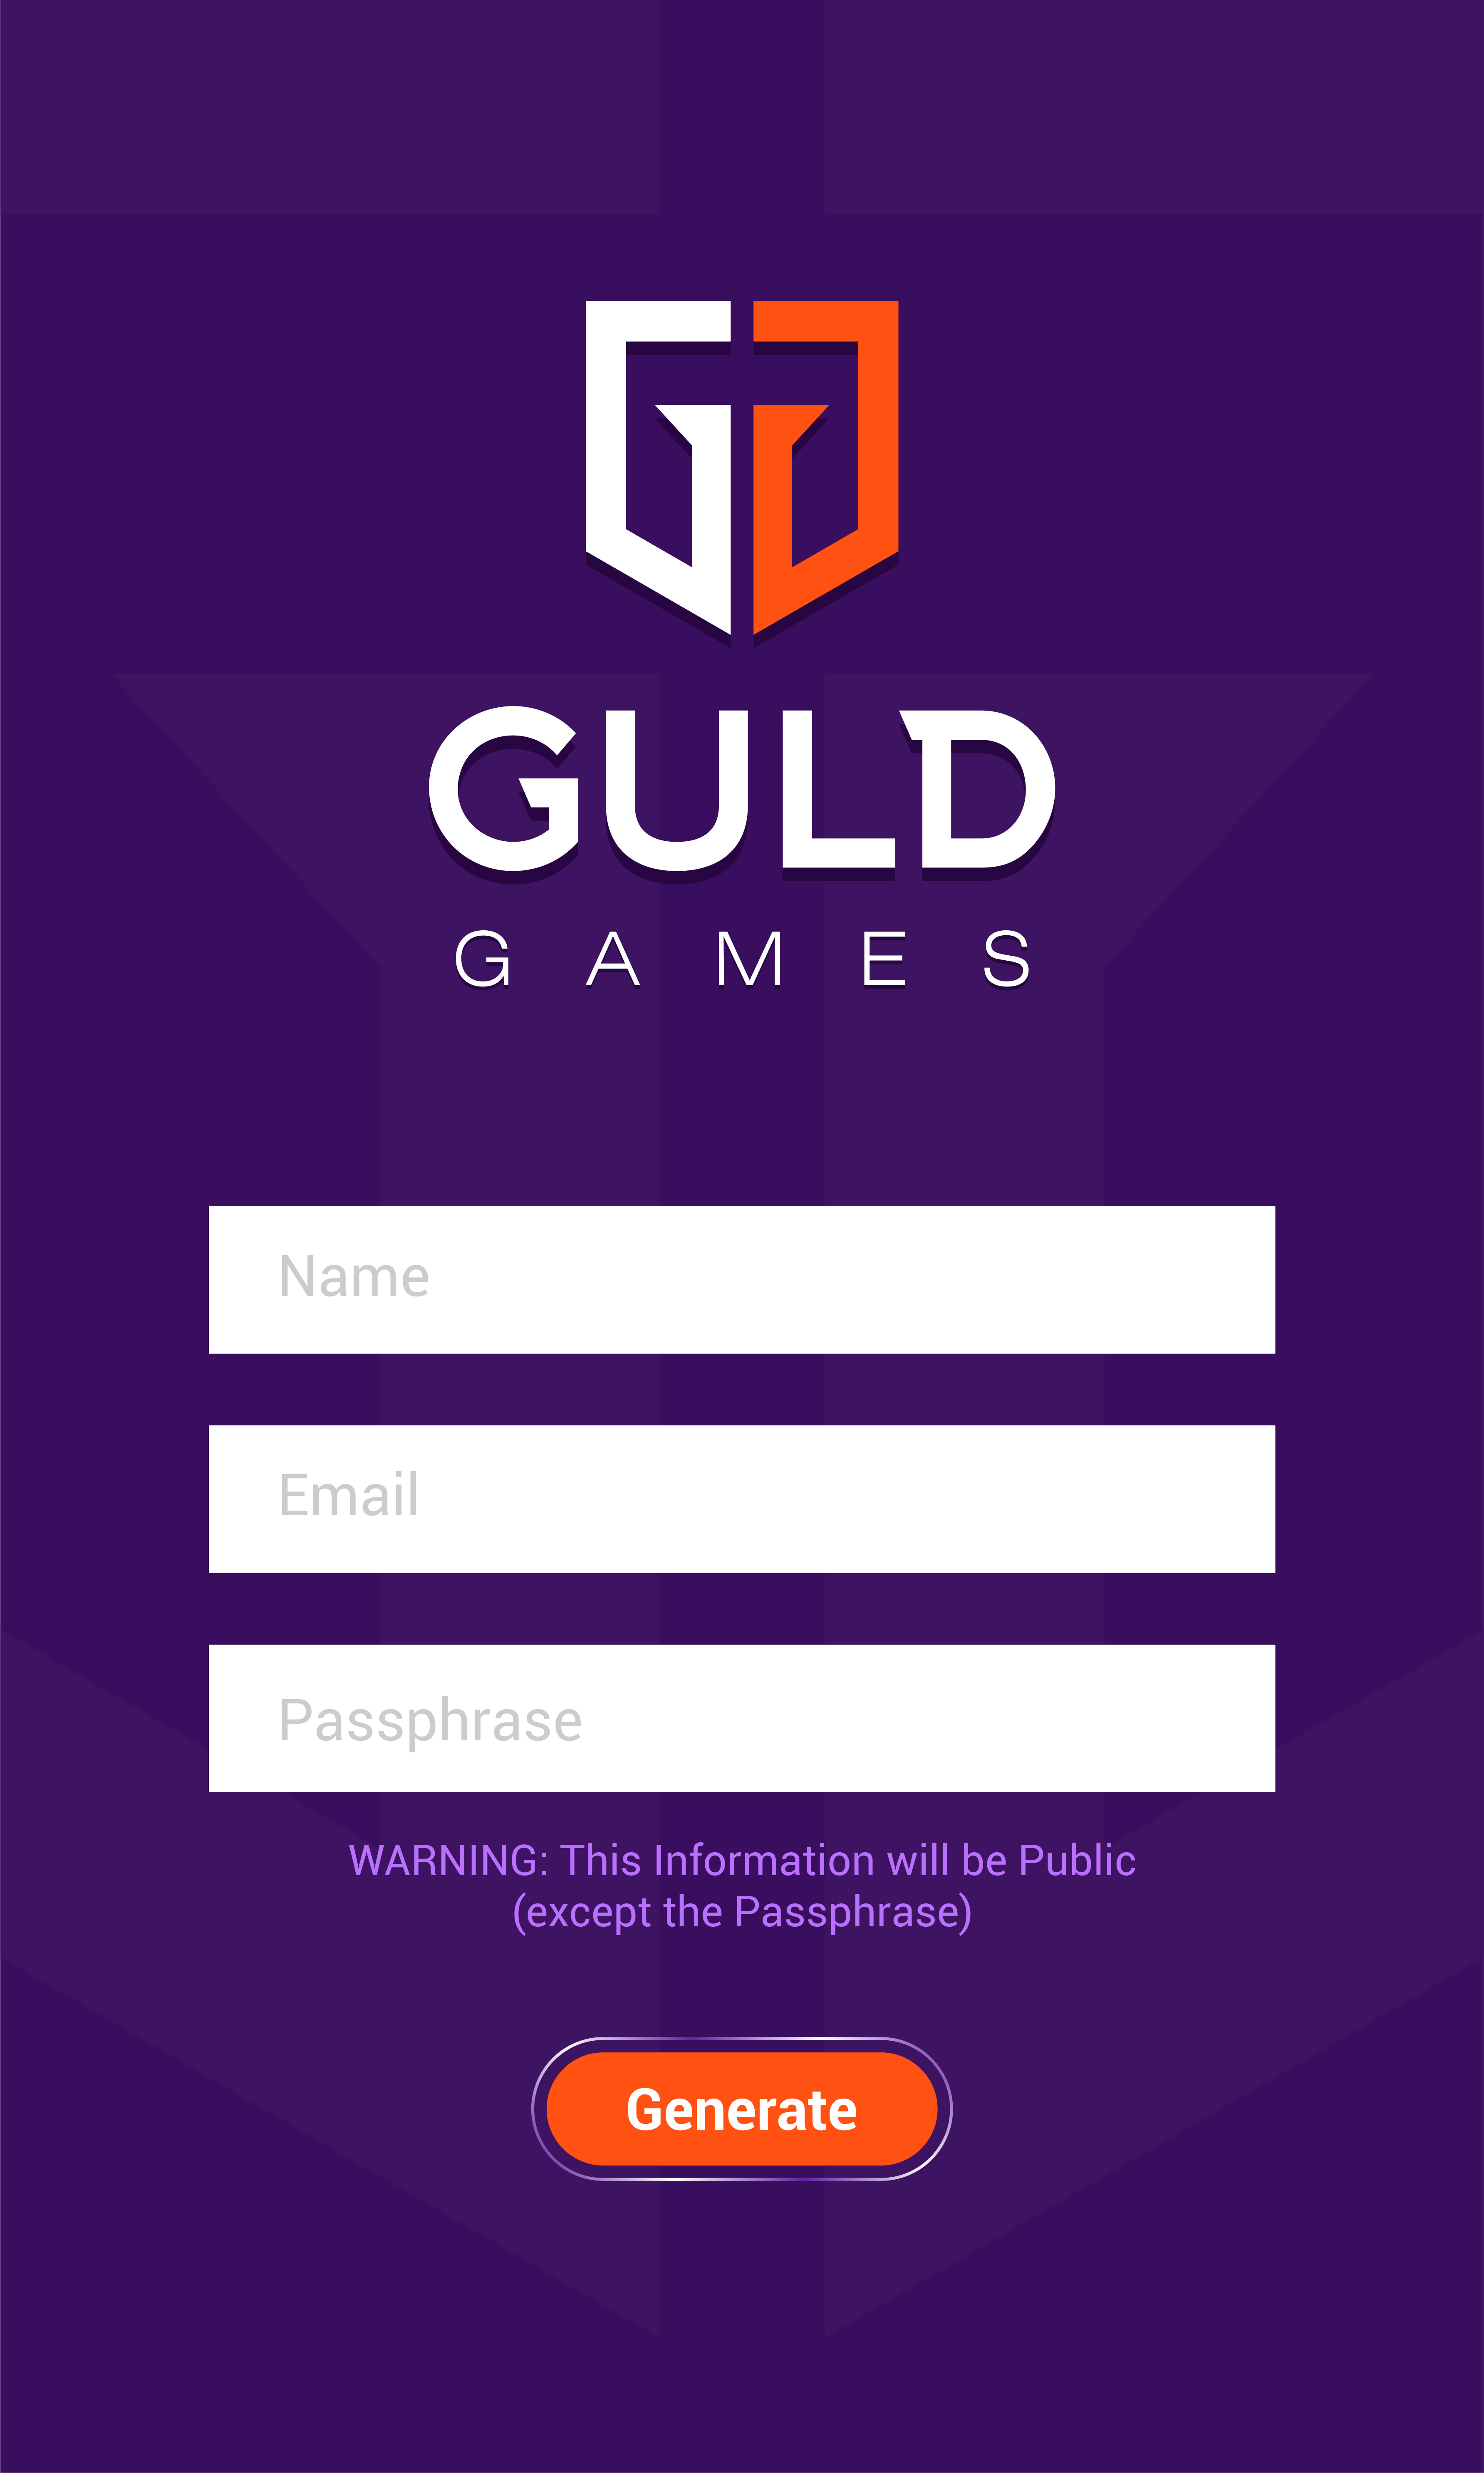 GULD
GAMES
Name
Email
Passphrase
WARNING: This Information will be Public
(except the Passphrase)
Generate